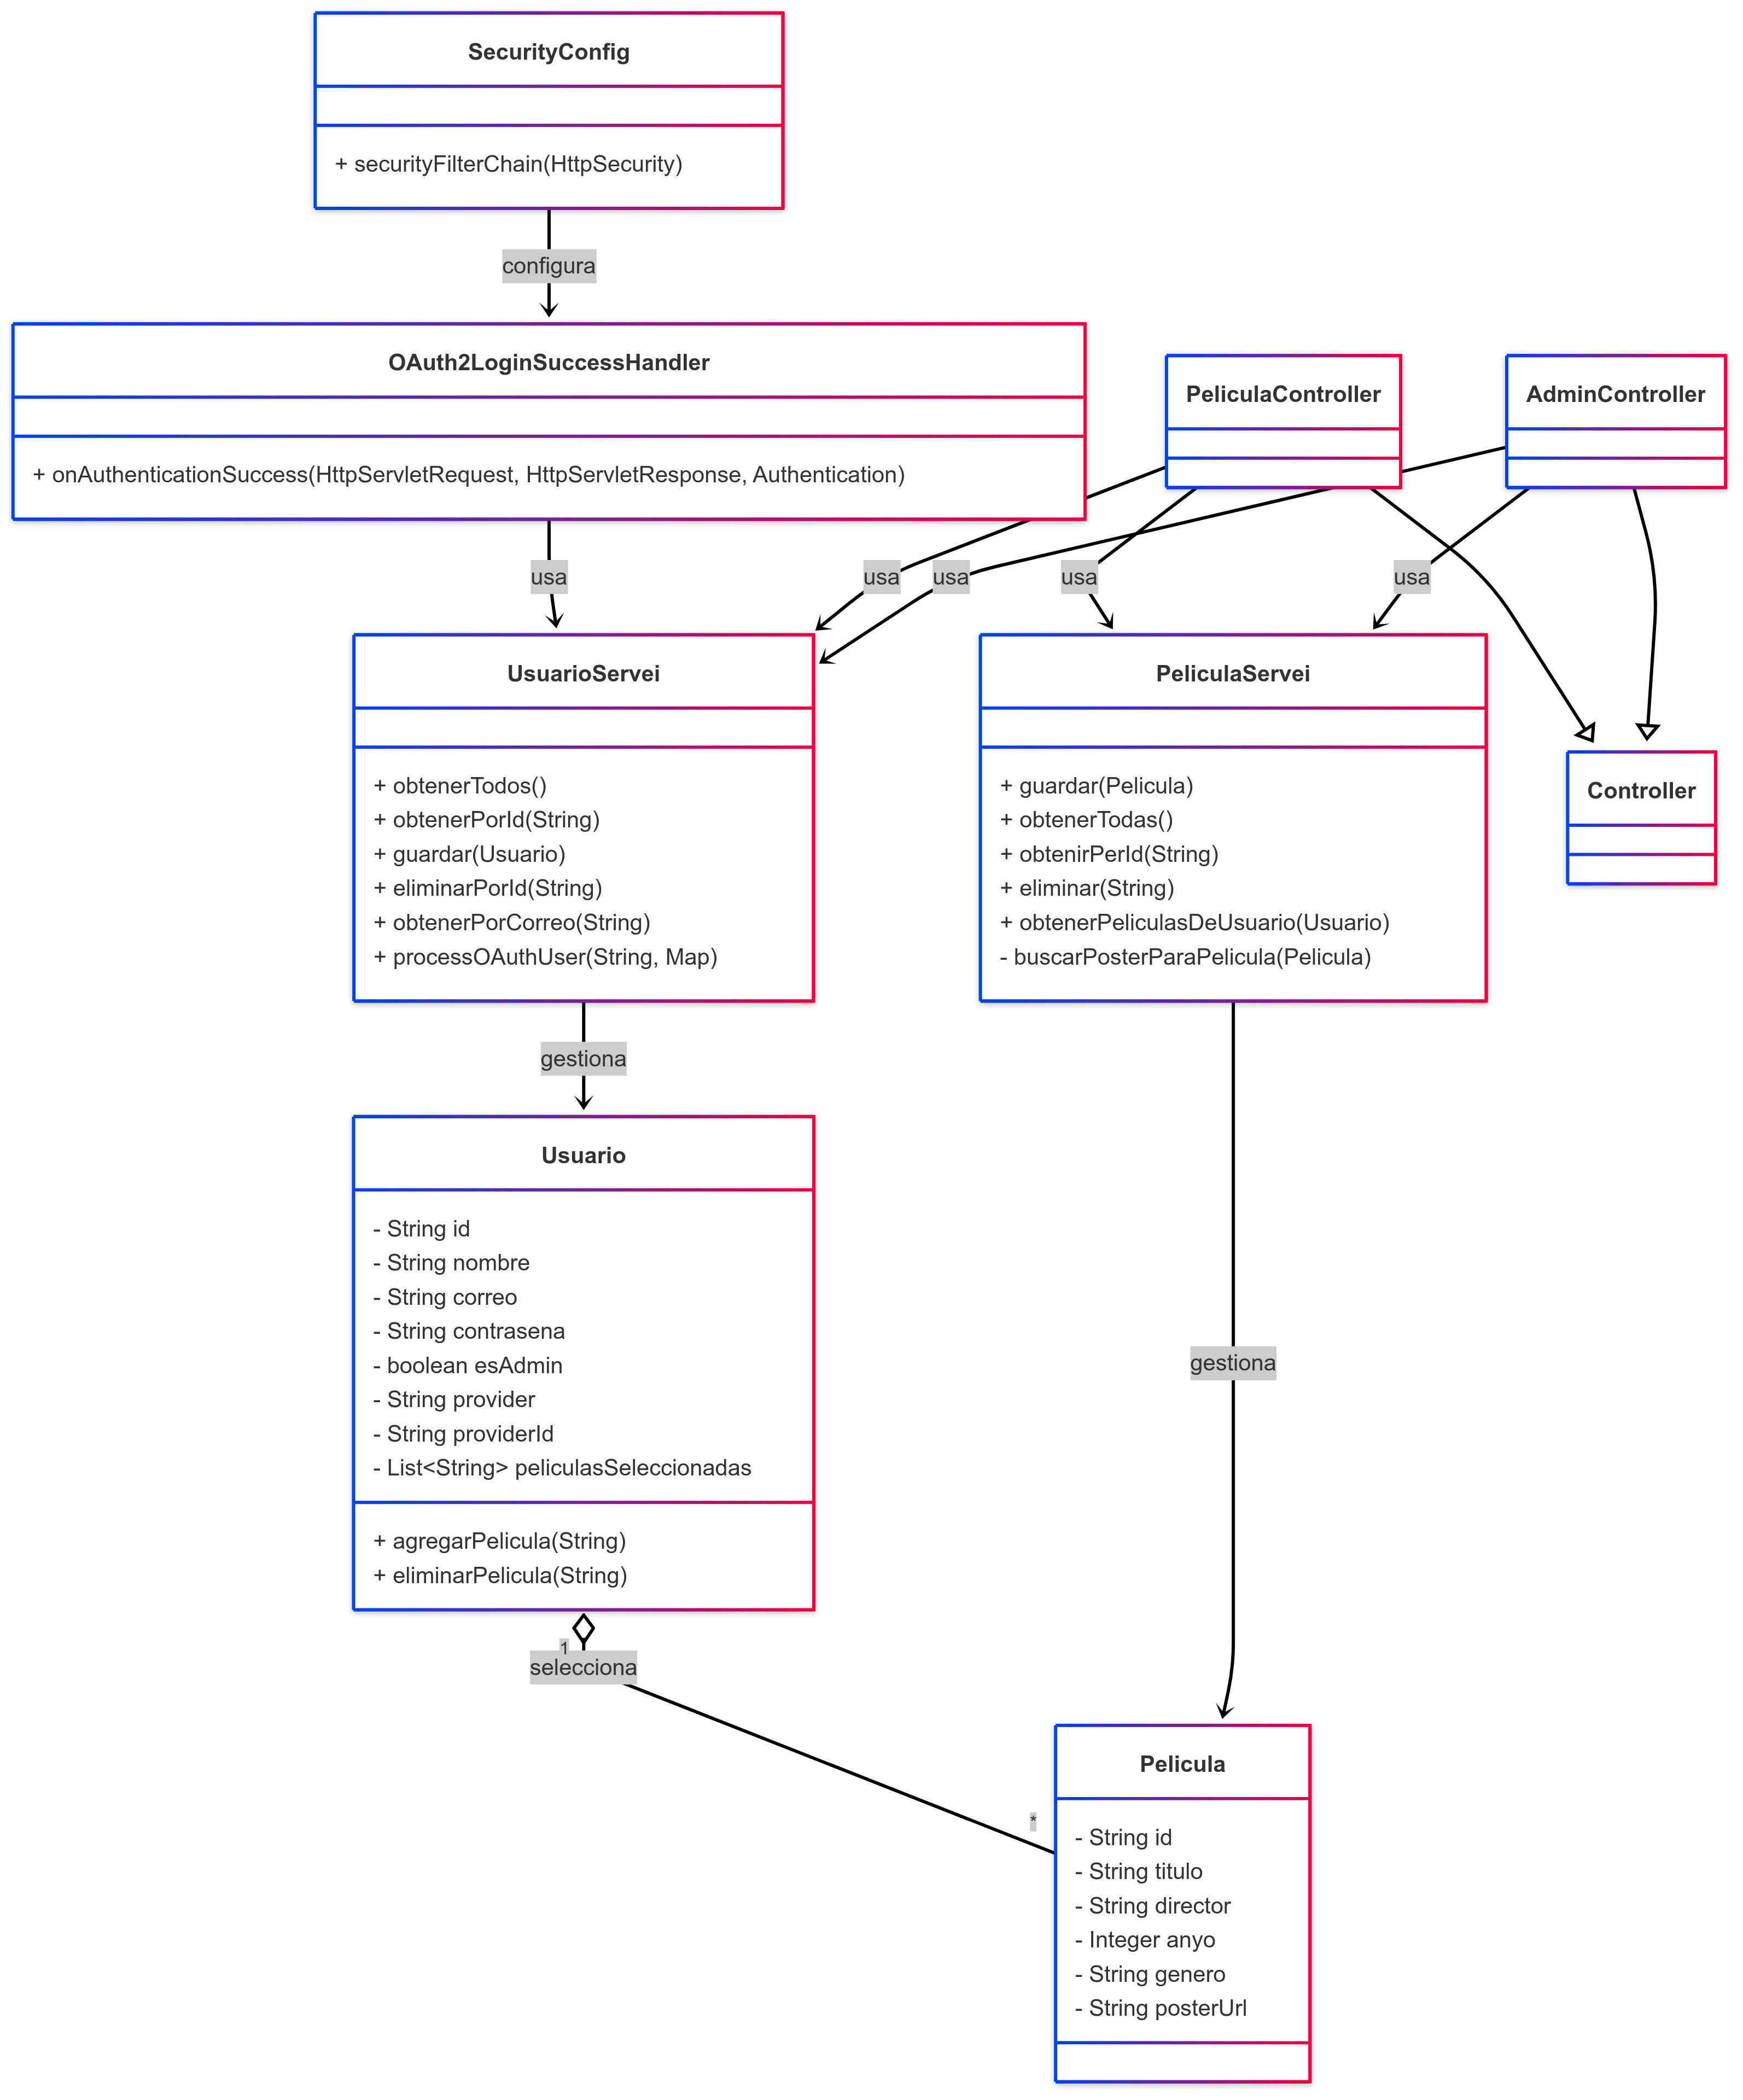 SecurityConfig
+ securityFilterChain(HttpSecurity)
configura
OAuth2LoginSuccessHandler
+ onAuthenticationSuccess(HttpServletRequest, HttpServletResponse, Authentication)
PeliculaController
AdminController
usa
usa
usa
usa
usa
UsuarioServei
+ obtenerTodos()
+ obtenerPorId(String)
+ guardar(Usuario)
+ eliminarPorId(String)
+ obtenerPorCorreo(String)
+ processOAuthUser(String, Map)
PeliculaServei
+ guardar(Pelicula)
+ obtenerTodas()
+ obtenirPerId(String)
+ eliminar(String)
+ obtenerPeliculasDeUsuario(Usuario)
- buscarPosterParaPelicula(Pelicula)
Controller
gestiona
Usuario
- String id
- String nombre
- String correo
- String contrasena
- boolean esAdmin
- String provider
- String providerId
- List<String> peliculasSeleccionadas
+ agregarPelicula(String)
+ eliminarPelicula(String)
gestiona
1
selecciona
*
Pelicula
- String id
- String titulo
- String director
- Integer anyo
- String genero
- String posterUrl